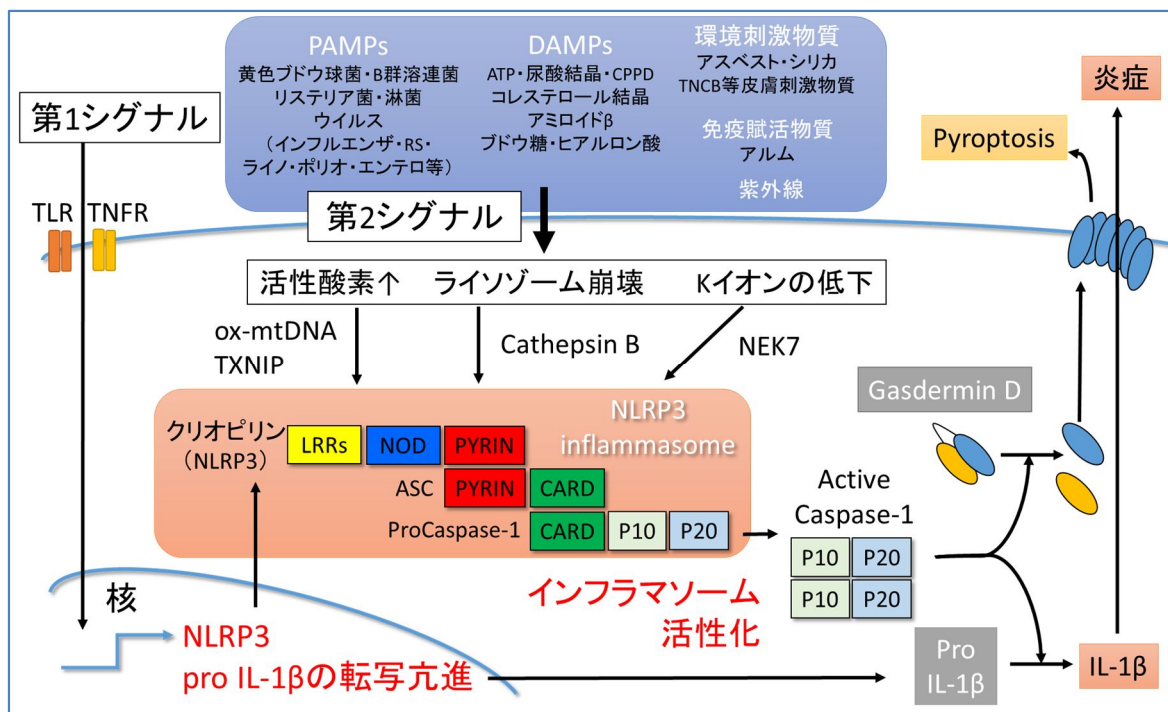 PAMPs
黄色ブドウ球菌・B群溶連菌
リステリア菌・淋菌
ウイルス
（インフルエンザ・RS・
ライノ・ポリオ・エンテロ等）
DAMPs
ATP・尿酸結晶・CPPD
コレステロール結晶
アミロイドβ
ブドウ糖・ヒアルロン酸
環境刺激物質
アスベスト・シリカ
TNCB等皮膚刺激物質
免疫賦活物質
アルム
紫外線
第1シグナル
炎症
Pyroptosis
TLR
TNFR
第2シグナル
活性酸素↑ ライソゾーム崩壊 Kイオンの低下
ox-mtDNA
TXNIP
Cathepsin B
NEK7
Gasdermin D
NLRP3
inflammasome
クリオピリン
（NLRP3）
LRRs NOD PYRIN
ASC PYRIN CARD
ProCaspase-1 CARD P10 P20
Active
Caspase-1
P10 P20
P10 P20
インフラマソーム
活性化
核
NLRP3
pro IL-1βの転写亢進
Pro
IL-1β
IL-1β